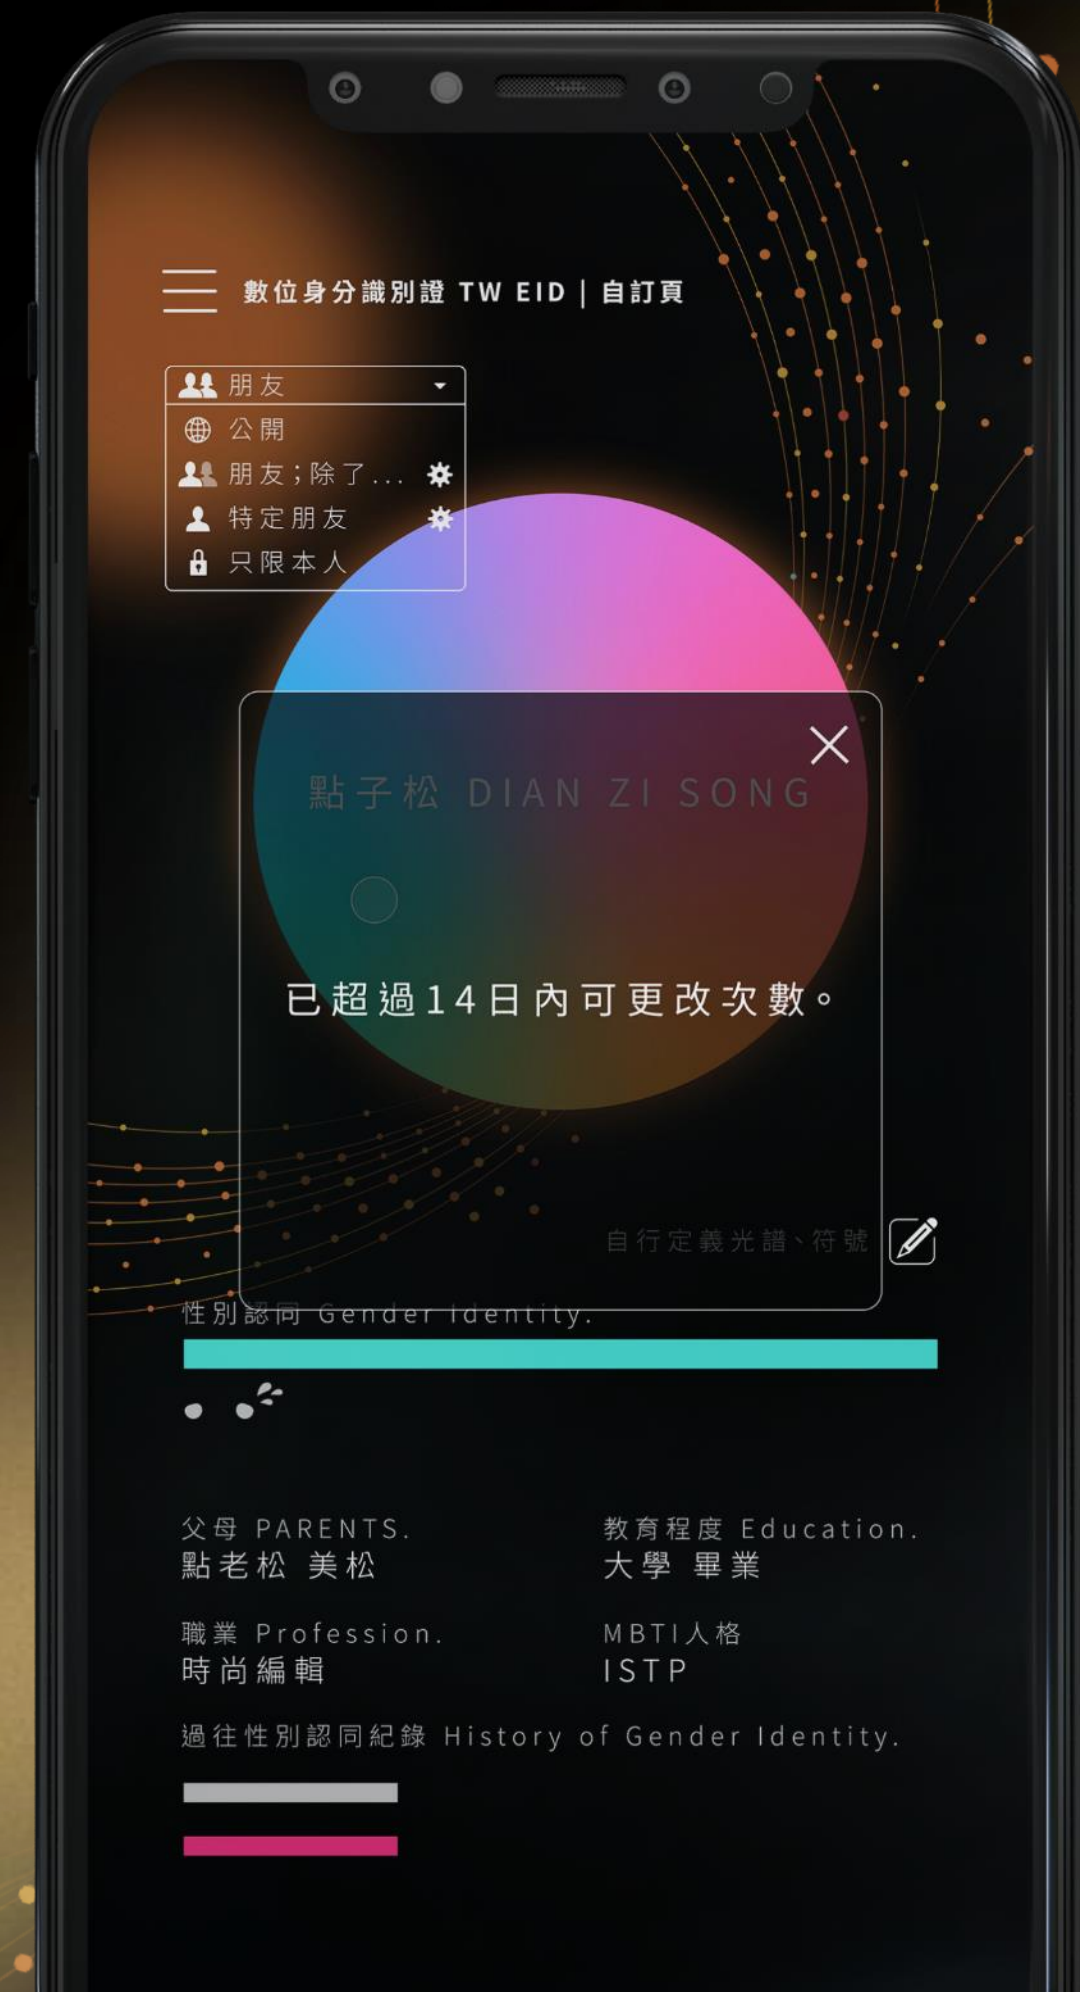 數位身分識別證 TW EID | 自訂頁
朋友
公開
朋友；除了...
特定朋友
只限本人
點子松 DIAN ZI SONG
已超過14日內可更改次數。
自行定義光譜、符號
性別認同 Gender Identity.
父母 PARENTS.
點老松 美松
教育程度 Education.
大學 畢業
職業 Profession.
時尚編輯
MBTI人格
ISTP
過往性別認同紀錄 History of Gender Identity.